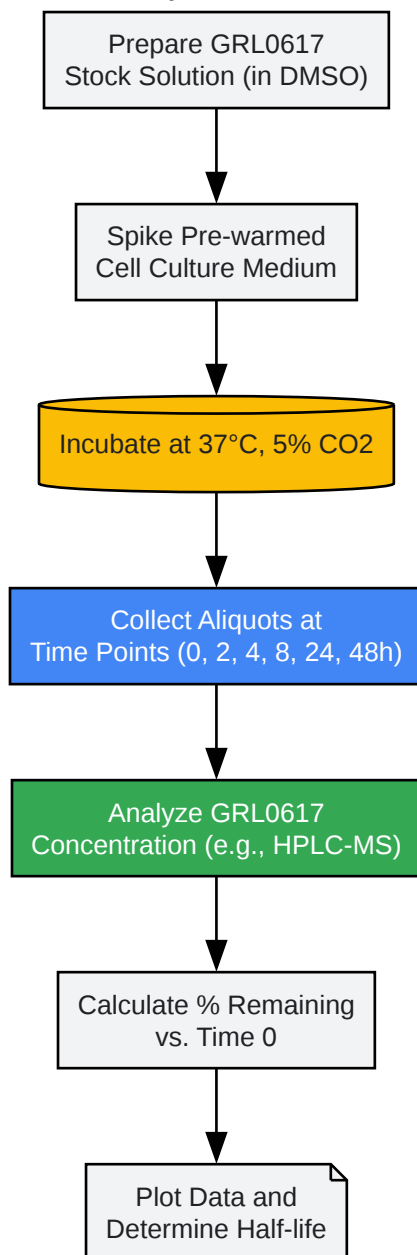 Prepare GRL0617
Stock Solution (in DMSO)
Spike Pre-warmed
Cell Culture Medium
Incubate at 37°C, 5% CO2
Collect Aliquots at
Time Points (0, 2, 4, 8, 24, 48h)
Analyze GRL0617
Concentration (e.g., HPLC-MS)
Calculate % Remaining
vs. Time 0
Plot Data and
Determine Half-life